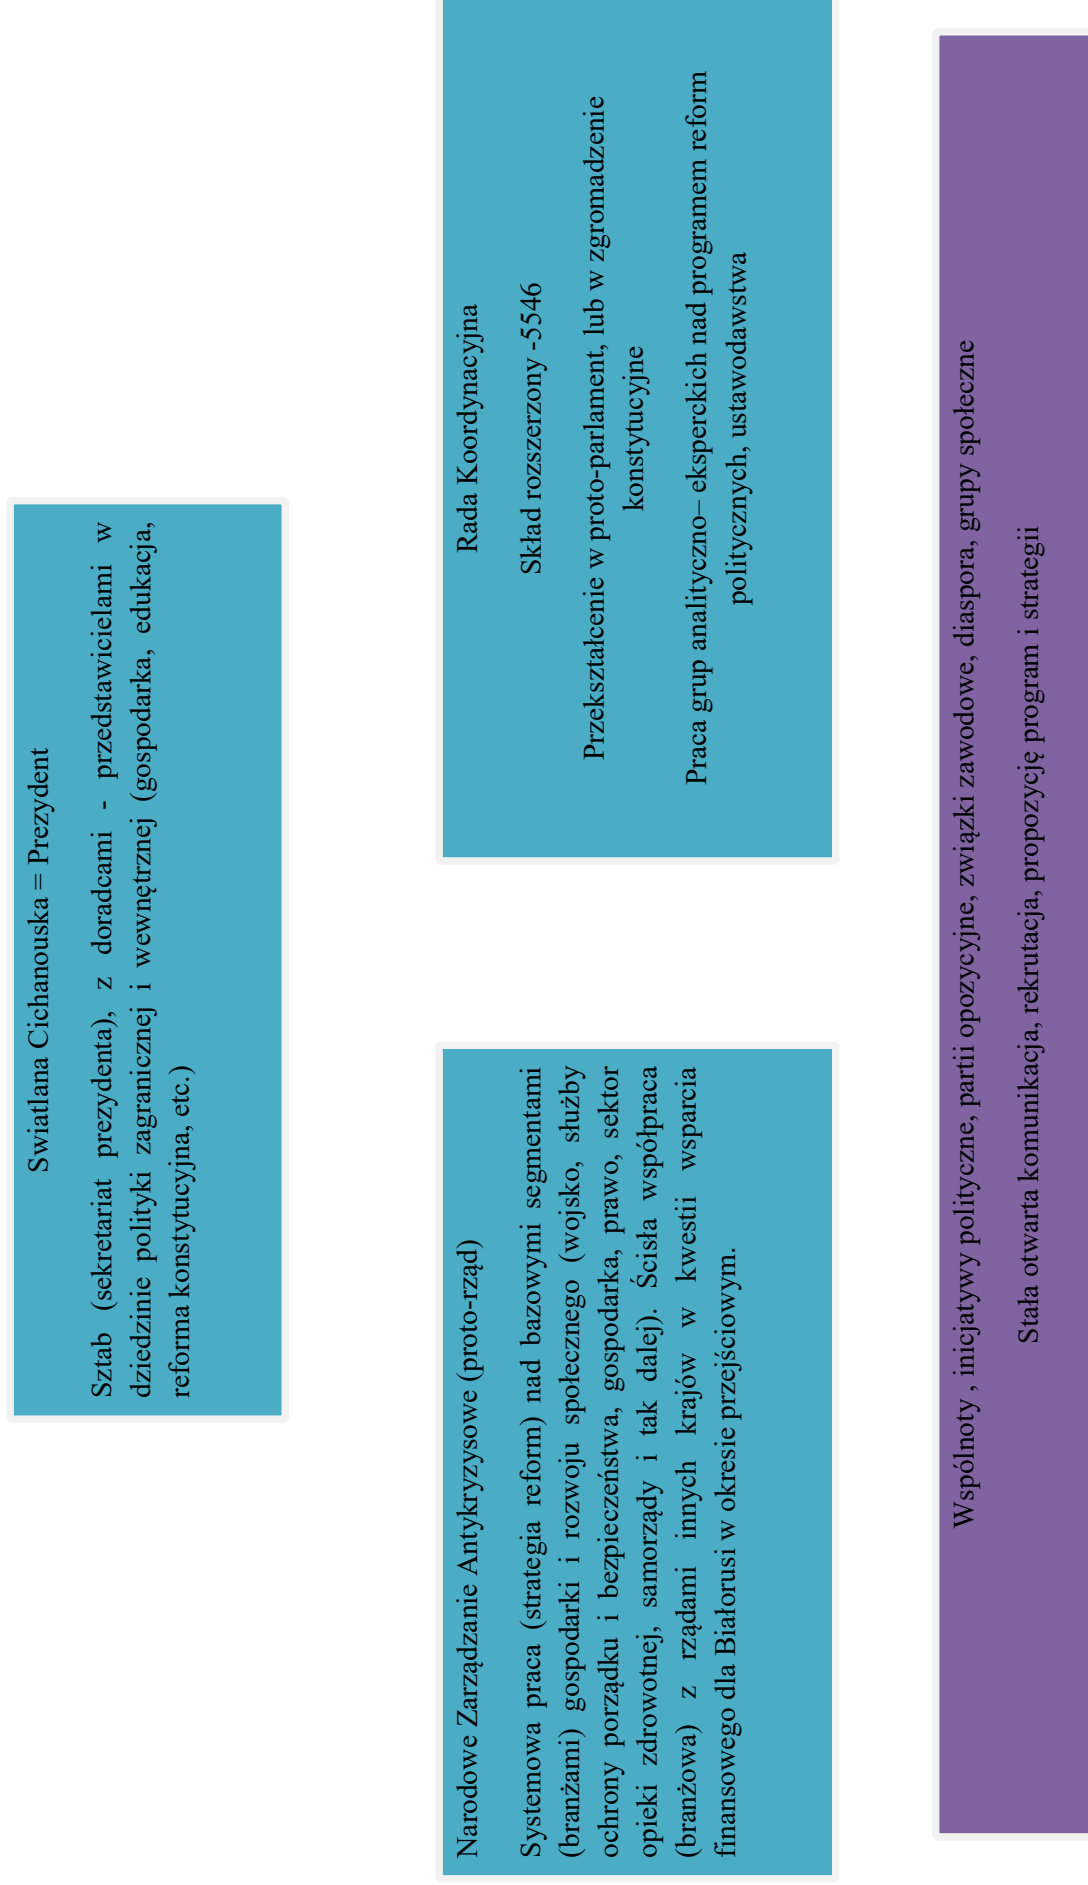 Swiatlana Cichanouska = Prezydent
Sztab (sekretariat prezydenta), z doradcami - przedstawicielami w
dziedzinie polityki zagranicznej i wewnętrznej (gospodarka, edukacja,
reforma konstytucyjna, etc.)
Narodowe Zarządzanie Antykryzysowe (proto-rząd)
Systemowa praca (strategia reform) nad bazowymi segmentami
(branżami) gospodarki i rozwoju społecznego (wojsko, służby
ochrony porządku i bezpieczeństwa, gospodarka, prawo, sektor
opieki zdrowotnej, samorządy i tak dalej). Ścisła współpraca
(branżowa) z rządami innych krajów w kwestii wsparcia
finansowego dla Białorusi w okresie przejściowym.
Rada Koordynacyjna
Skład rozszerzony -5546
Przekształcenie w proto-parlament, lub w zgromadzenie
konstytucyjne
Praca grup analityczno– eksperckich nad programem reform
politycznych, ustawodawstwa
Wspólnoty , inicjatywy polityczne, partii opozycyjne, związki zawodowe, diaspora, grupy społeczne
Stała otwarta komunikacja, rekrutacja, propozycję program i strategii